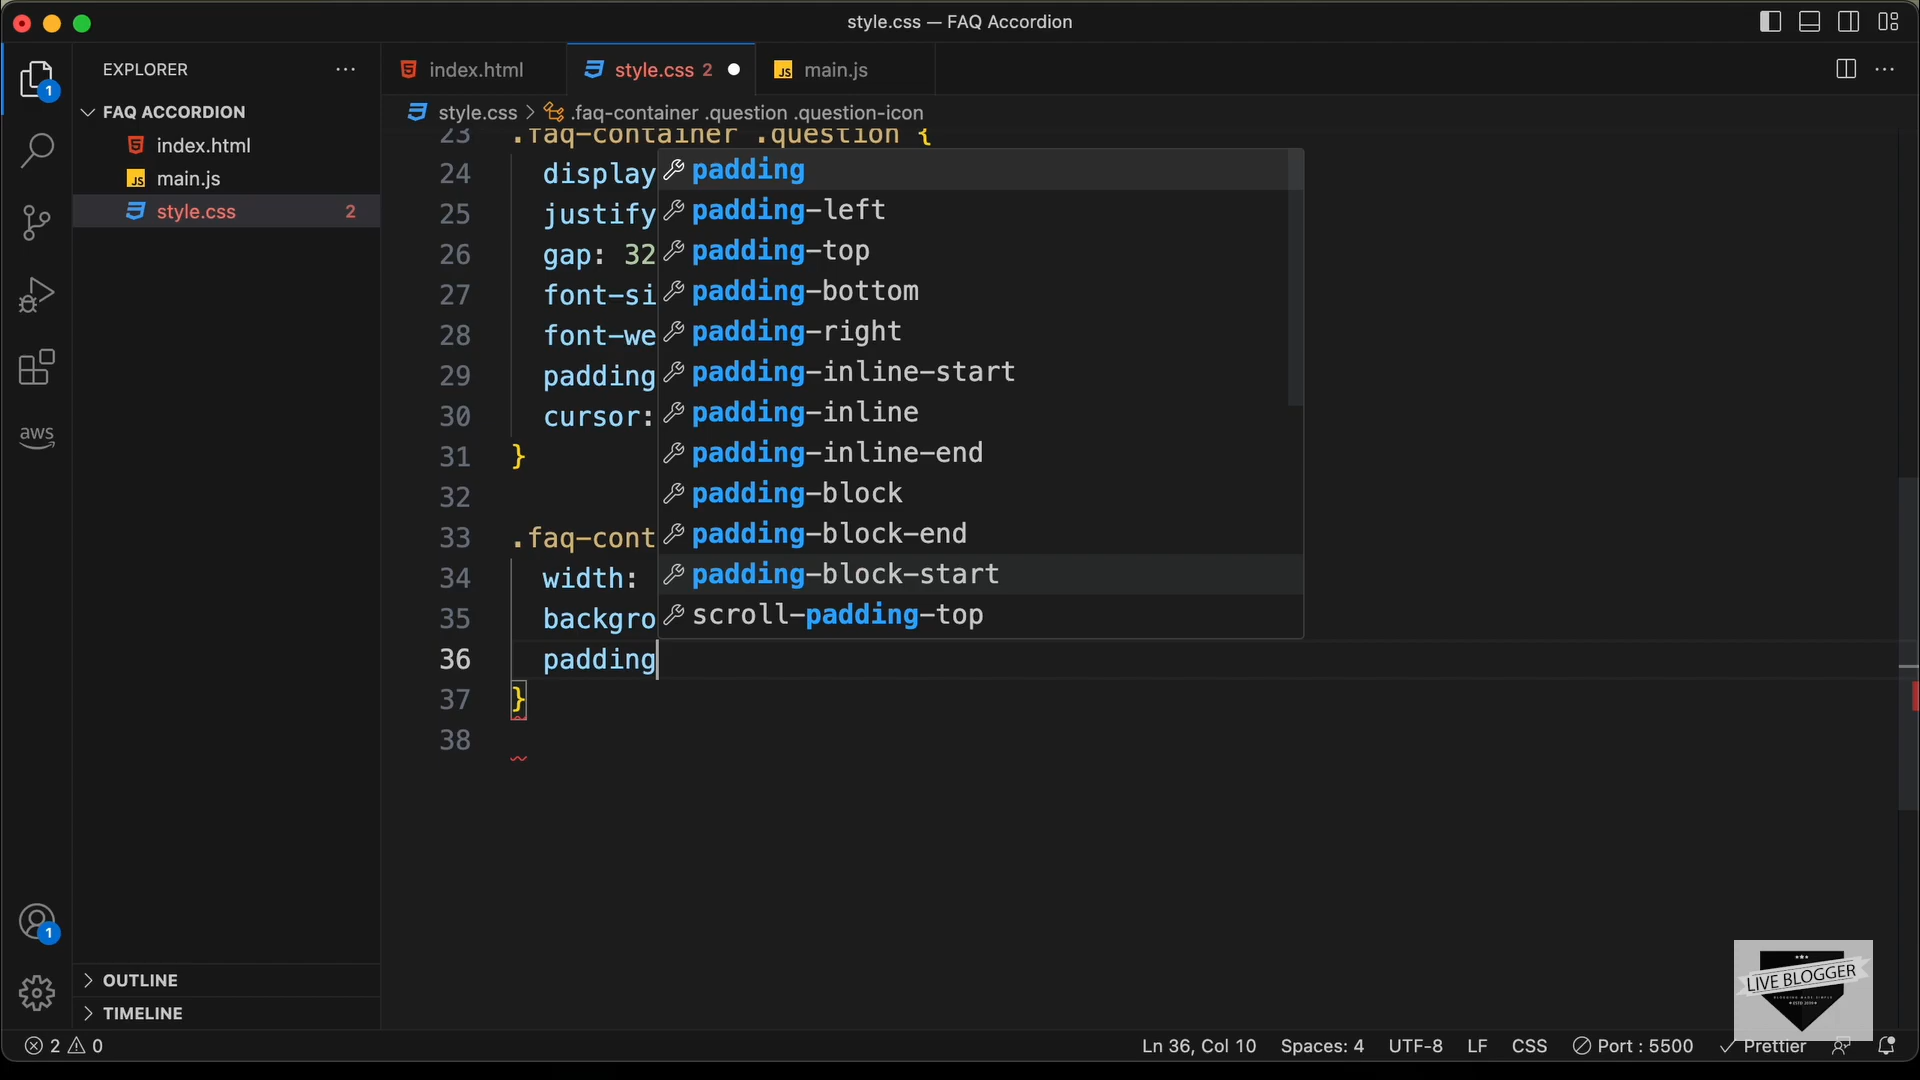 style.css — FAQ Accordion
EXPLORER
index.html
style.css 2
main.js
1
FAQ ACCORDION
index.html
main.js
style.css 2
style.css > .faq-container .question .question-icon
23 .faq-container .question {
24 display
25 justify
26 gap: 32
27 font-si
28 font-we
29 padding
30 cursor:
31 }
32
33 .faq-cont
34 width:
35 backgro
36 padding
37 }
38
padding
padding-left
padding-top
padding-bottom
padding-right
padding-inline-start
padding-inline
padding-inline-end
padding-block
padding-block-end
padding-block-start
scroll-padding-top
aws
1
OUTLINE
TIMELINE
LIVE BLOGGER
2 0
Ln 36, Col 10
Spaces: 4
UTF-8
LF
CSS
Port : 5500
Prettier